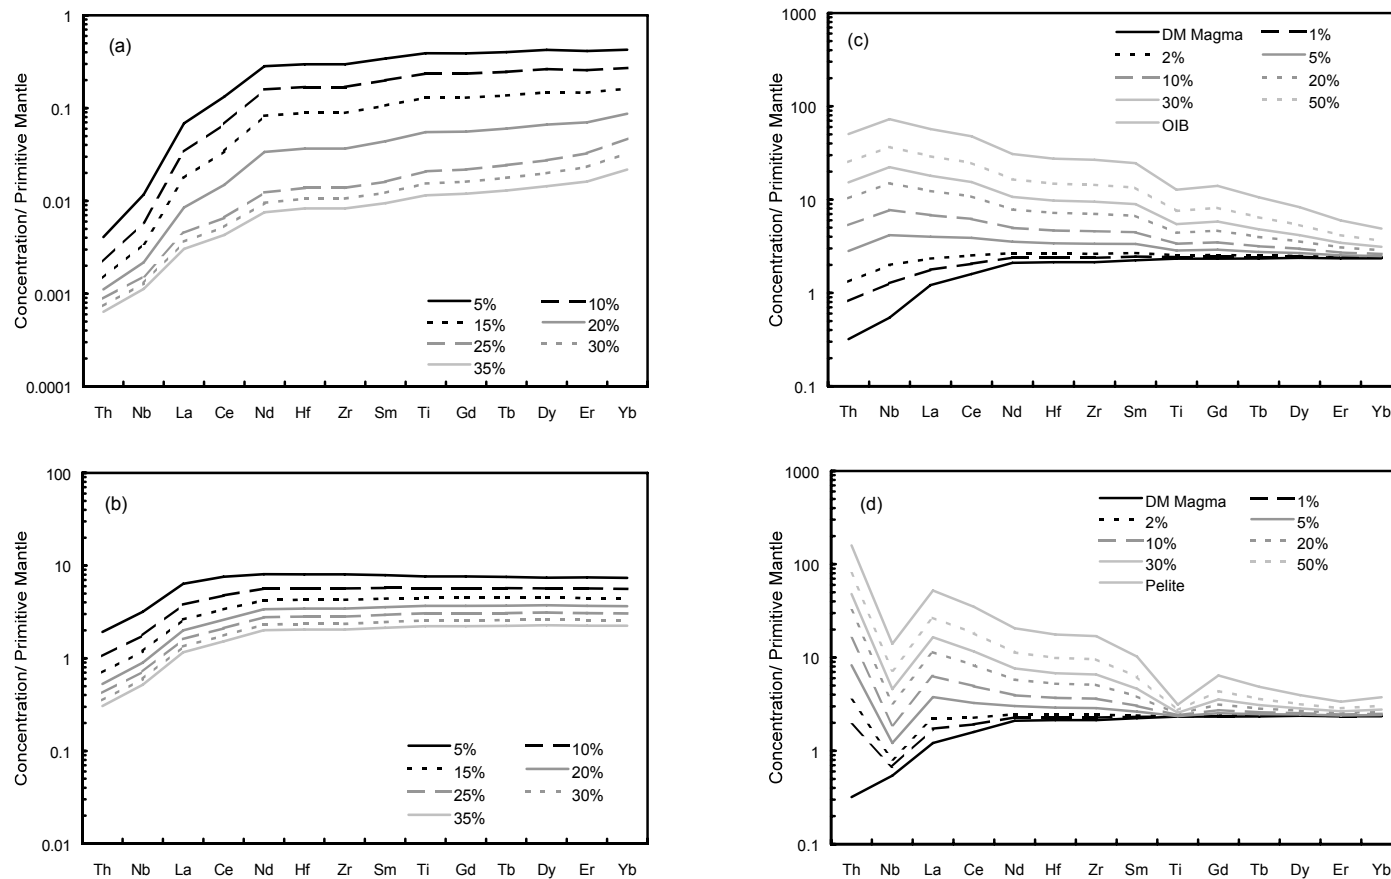 (a)
Concentration/ Primitive Mantle
1
0.1
0.01
0.001
0.0001
5% 10%
15% 20%
25% 30%
35%
Th Nb La Ce Nd Hf Zr Sm Ti Gd Tb Dy Er Yb
(c)
Concentration/ Primitive Mantle
1000
100
10
1
0.1
DM Magma 1%
2% 5%
10% 20%
30% 50%
OIB
Th Nb La Ce Nd Hf Zr Sm Ti Gd Tb Dy Er Yb
(b)
Concentration/ Primitive Mantle
100
10
1
0.1
0.01
5% 10%
15% 20%
25% 30%
35%
Th Nb La Ce Nd Hf Zr Sm Ti Gd Tb Dy Er Yb
(d)
Concentration/ Primitive Mantle
1000
100
10
1
0.1
DM Magma 1%
2% 5%
10% 20%
30% 50%
Pelite
Th Nb La Ce Nd Hf Zr Sm Ti Gd Tb Dy Er Yb